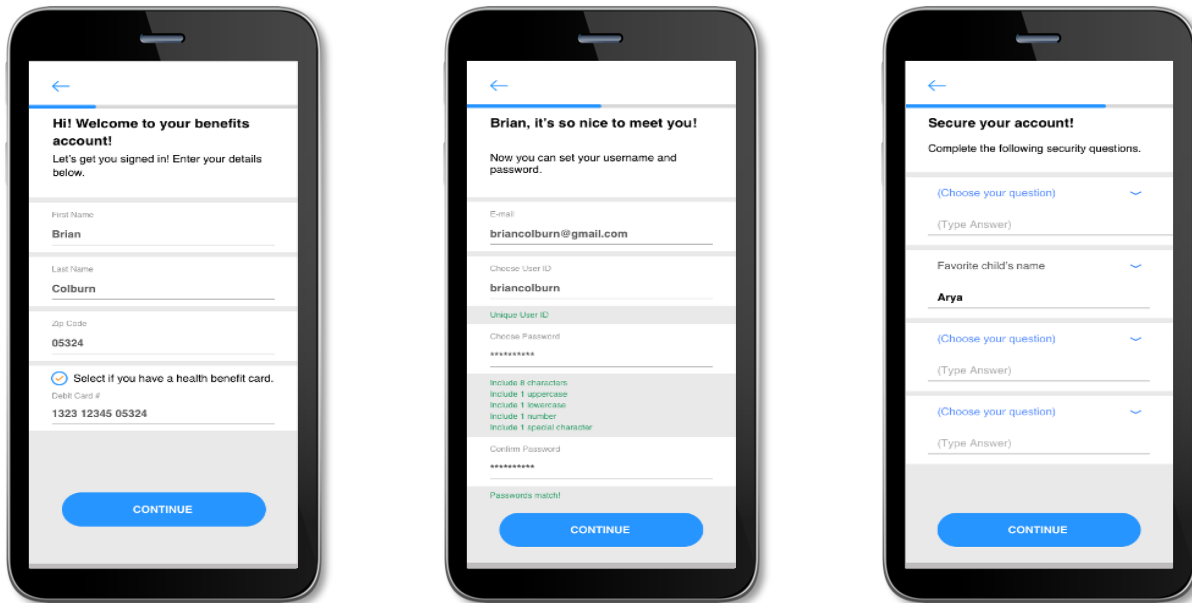 Hi! Welcome to your benefits
account!
Let's get you signed in! Enter your details
below.
First Name
Brian
Last Name
Colburn
Zip Code
05324
Select if you have a health benefit card.
Debit Card #
1323 12345 05324
CONTINUE
Brian, it's so nice to meet you!
Now you can set your username and
password.
E-mail
briancolburn@gmail.com
Choose User ID
briancolburn
Unique User ID
Choose Password
**********
Include 8 characters
Include 1 uppercase
Include 1 lowercase
Include 1 number
Include 1 special character
Confirm Password
**********
Passwords match!
CONTINUE
Secure your account!
Complete the following security questions.
(Choose your question)
(Type Answer)
Favorite child's name
Arya
(Choose your question)
(Type Answer)
(Choose your question)
(Type Answer)
CONTINUE